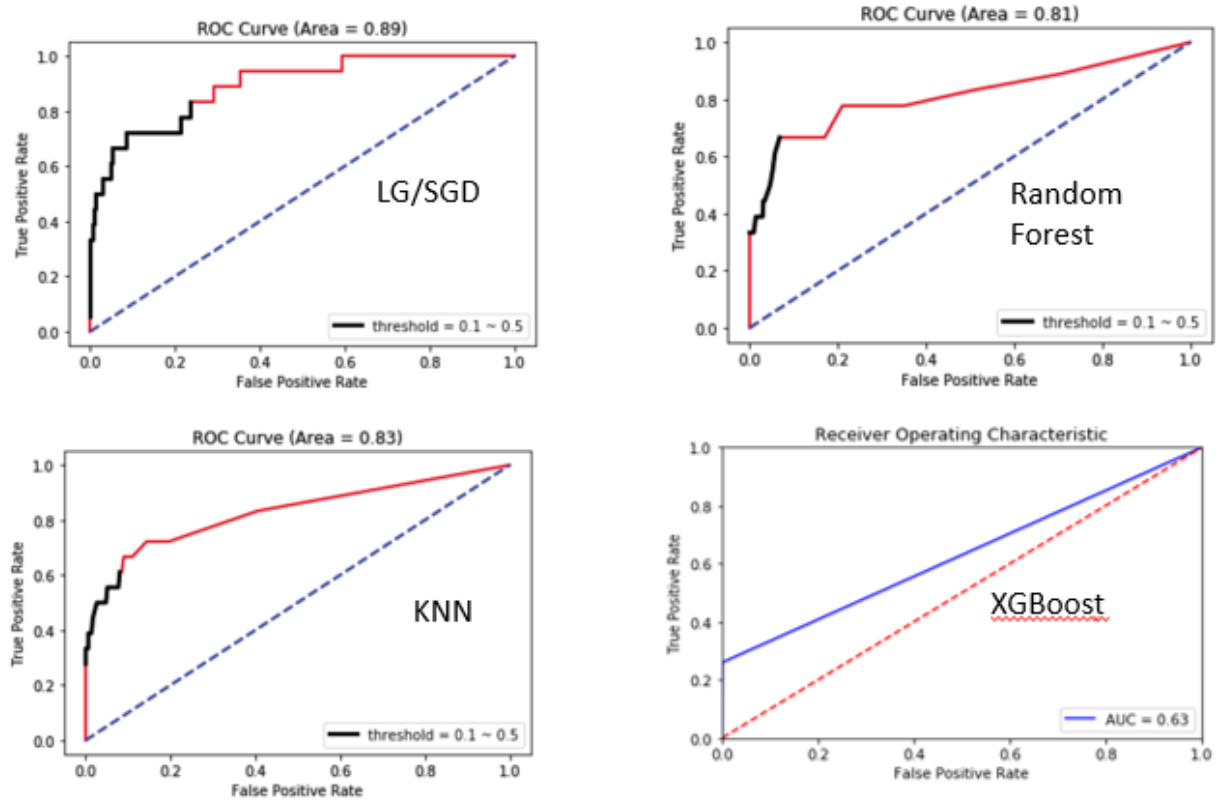 ROC Curve (Area = 0.89)
True Positive Rate
1.0
0.8
0.6
0.4
0.2
0.0
LG/SGD
threshold = 0.1 ~ 0.5
0.0 0.2 0.4 0.6 0.8 1.0
False Positive Rate
ROC Curve (Area = 0.81)
True Positive Rate
1.0
0.8
0.6
0.4
0.2
0.0
Random
Forest
threshold = 0.1 ~ 0.5
0.0 0.2 0.4 0.6 0.8 1.0
False Positive Rate
ROC Curve (Area = 0.83)
True Positive Rate
1.0
0.8
0.6
0.4
0.2
0.0
KNN
threshold = 0.1 ~ 0.5
0.0 0.2 0.4 0.6 0.8 1.0
False Positive Rate
Receiver Operating Characteristic
True Positive Rate
1.0
0.8
0.6
0.4
0.2
0.0
XGBoost
AUC = 0.63
0.0 0.2 0.4 0.6 0.8 1.0
False Positive Rate